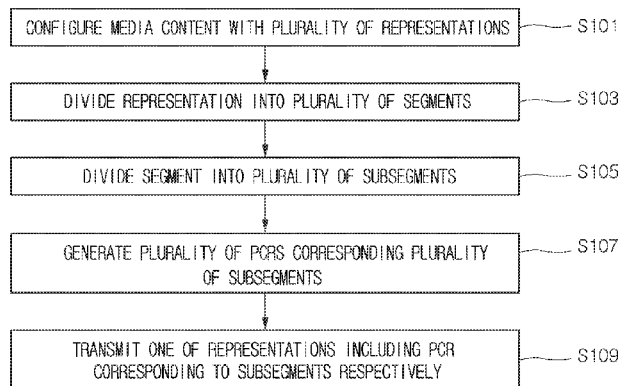 CONFIGURE MEDIA CONTENT WITH PLURALITY OF REPRESENTATIONS
S101
DIVIDE REPRESENTATION INTO PLURALITY OF SEGMENTS
S103
DIVIDE SEGMENT INTO PLURALITY OF SUBSEGMENTS
S105
GENERATE PLURALITY OF PCRS CORRESPONDING PLURALITY
OF SUBSEGMENTS
S107
TRANSMIT ONE OF REPRESENTATIONS INCLUDING PCR
CORRESPONDING TO SUBSEGMENTS RESPECTIVELY
S109